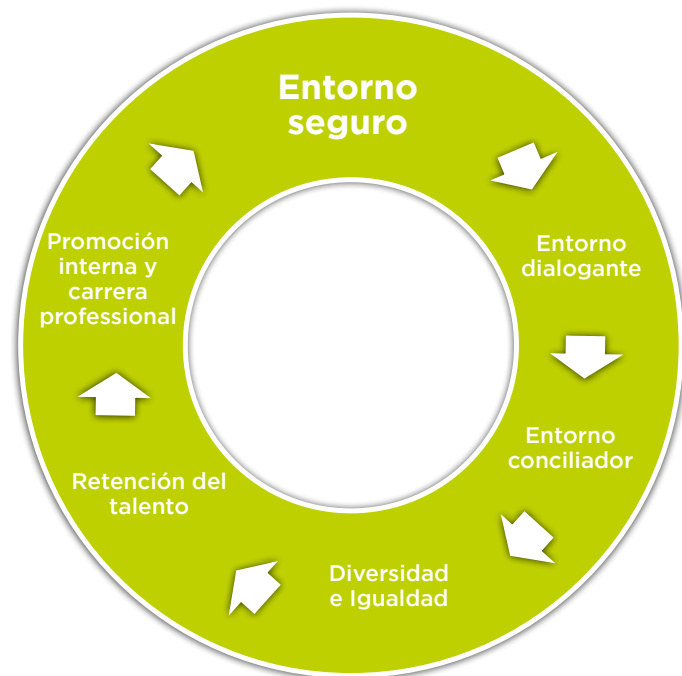 Entorno
seguro
Entorno
dialogante
Entorno
conciliador
Diversidad
e Igualdad
Retención del
talento
Promoción
interna y
carrera
professional